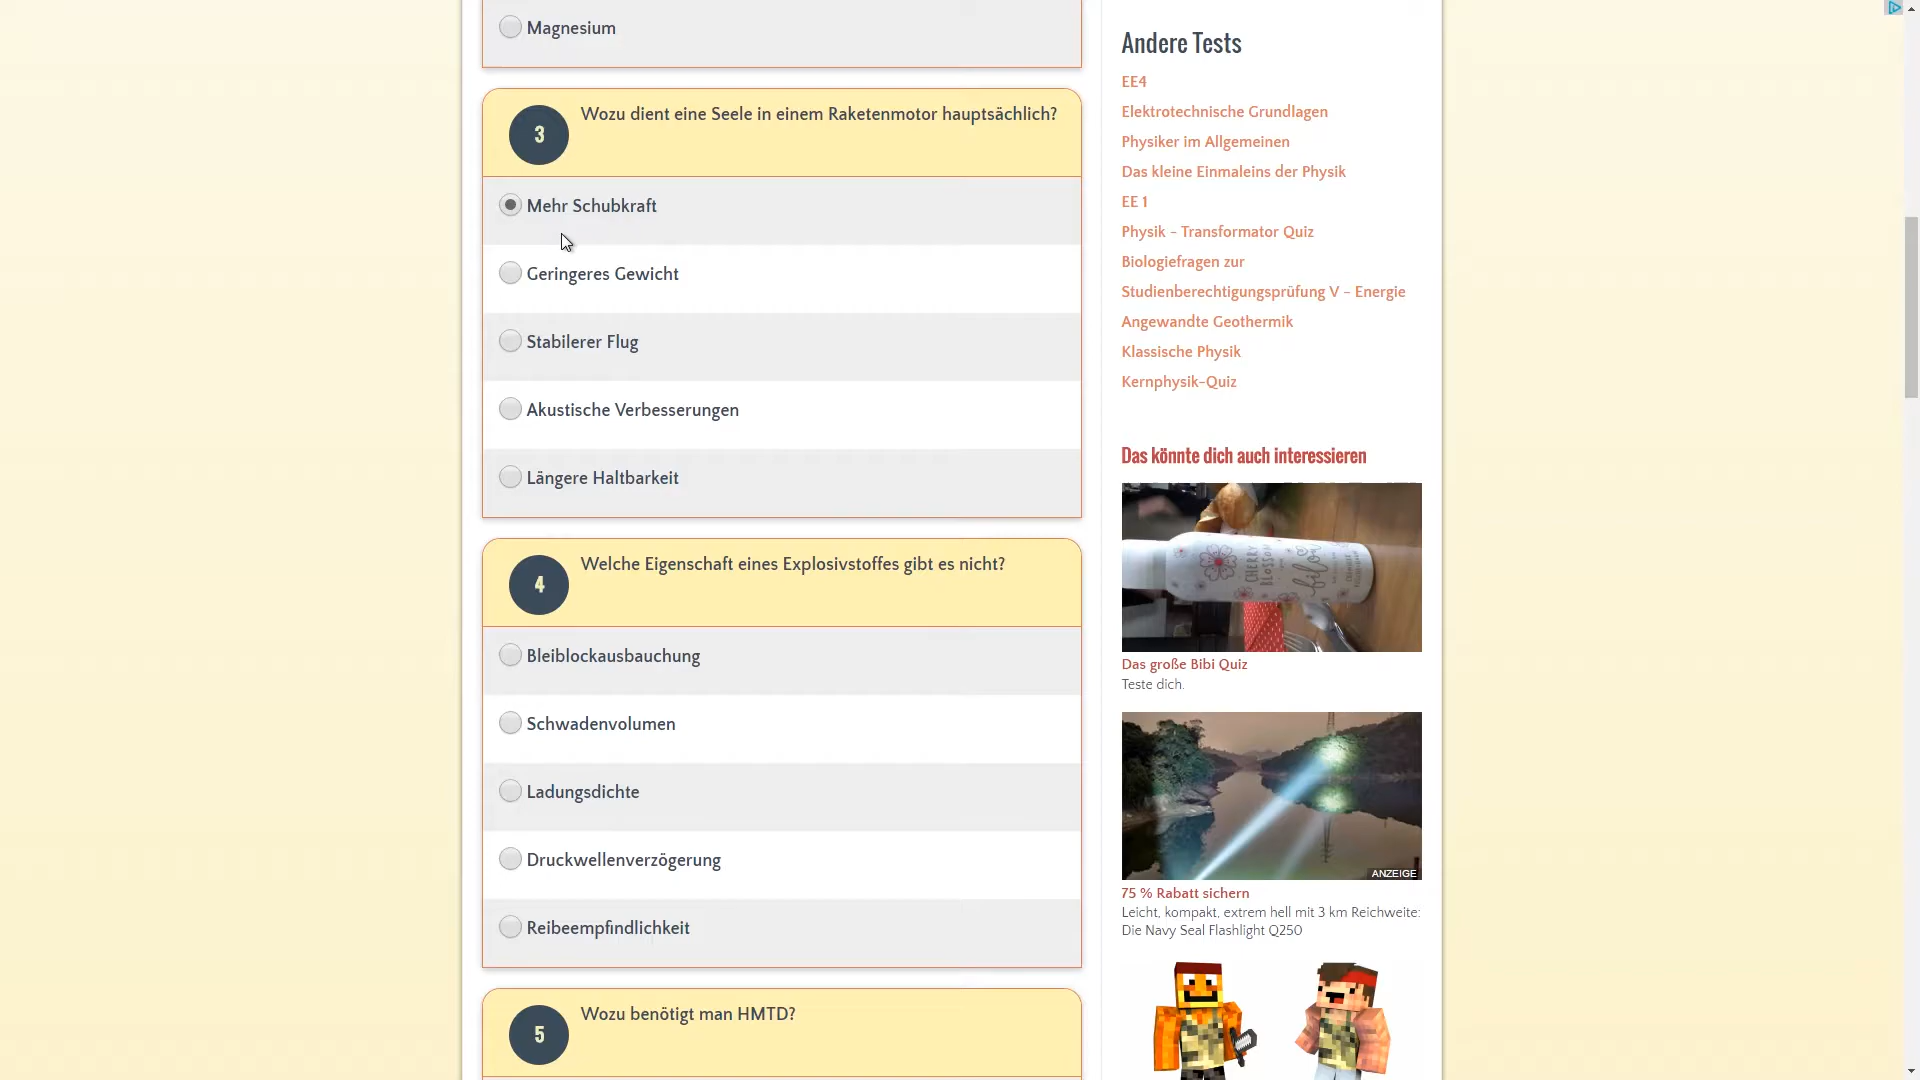 Magnesium
3
Wozu dient eine Seele in einem Raketenmotor hauptsächlich?
Mehr Schubkraft
Geringeres Gewicht
Stabilerer Flug
Akustische Verbesserungen
Längere Haltbarkeit
4
Welche Eigenschaft eines Explosivstoffes gibt es nicht?
Bleiblockausbauchung
Schwadenvolumen
Ladungsdichte
Druckwellenverzögerung
Reibeempfindlichkeit
5
Wozu benötigt man HMTD?
Andere Tests
EE4
Elektrotechnische Grundlagen
Physiker im Allgemeinen
Das kleine Einmaleins der Physik
EE 1
Physik - Transformator Quiz
Biologiefragen zur
Studienberechtigungsprüfung V - Energie
Angewandte Geothermik
Klassische Physik
Kernphysik-Quiz
Das könnte dich auch interessieren
CHERRY
BLOSSOM
Das große Bibi Quiz
Teste dich.
ANZEIGE
75 % Rabatt sichern
Leicht, kompakt, extrem hell mit 3 km Reichweite:
Die Navy Seal Flashlight Q250